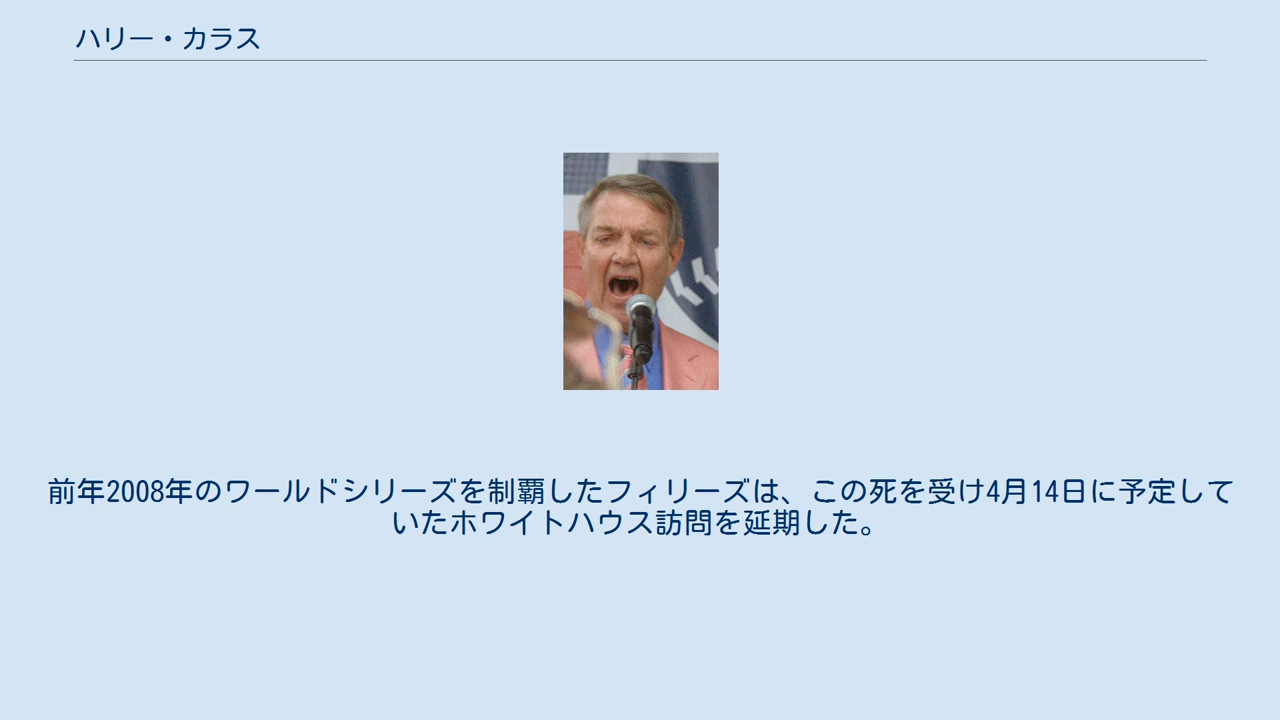 ハリー・カラス
前年2008年のワールドシリーズを制覇したフィリーズは、この死を受け4月14日に予定して
いたホワイトハウス訪問を延期した。